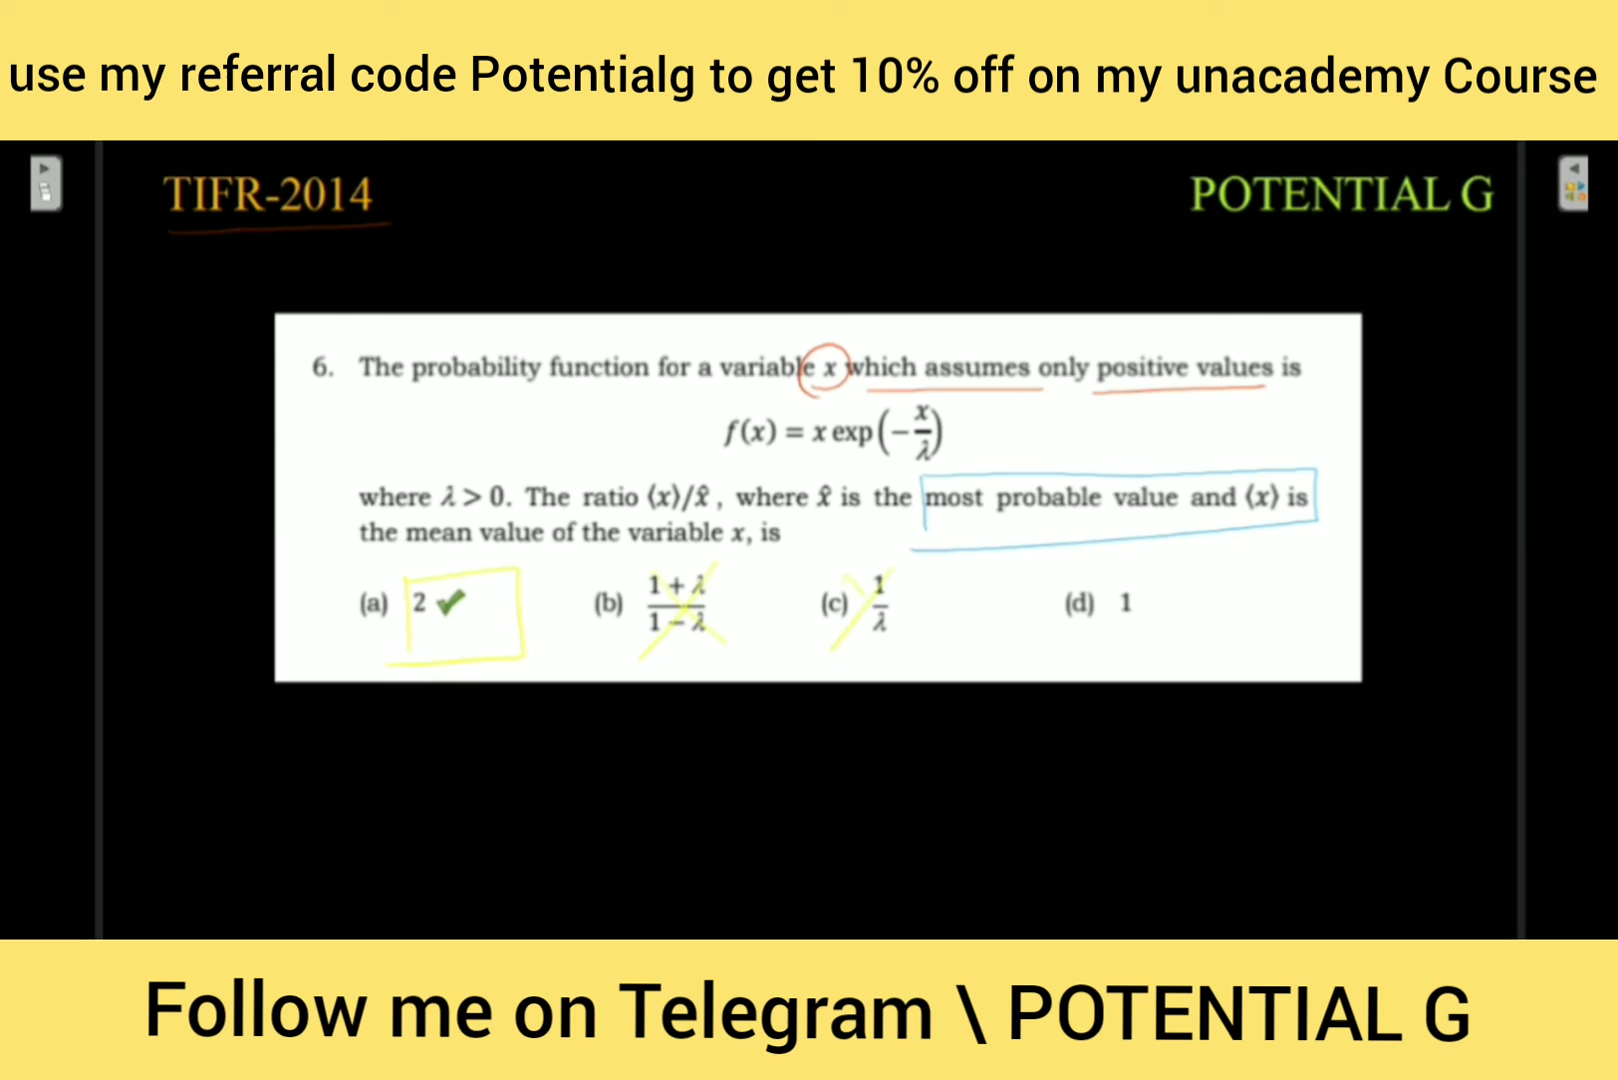 use my referral code Potentialg to get 10% off on my unacademy Course
TIFR-2014
POTENTIAL G
6. The probability function for a variable x which assumes only positive values is
f(x) = x exp(−x/λ)
where λ > 0. The ratio ⟨x⟩/x̂ , where x̂ is the most probable value and ⟨x⟩ is
the mean value of the variable x, is
(a) 2 ✔ (b) (1 + λ)/(1 − λ) (c) 1/λ (d) 1
Follow me on Telegram \ POTENTIAL G